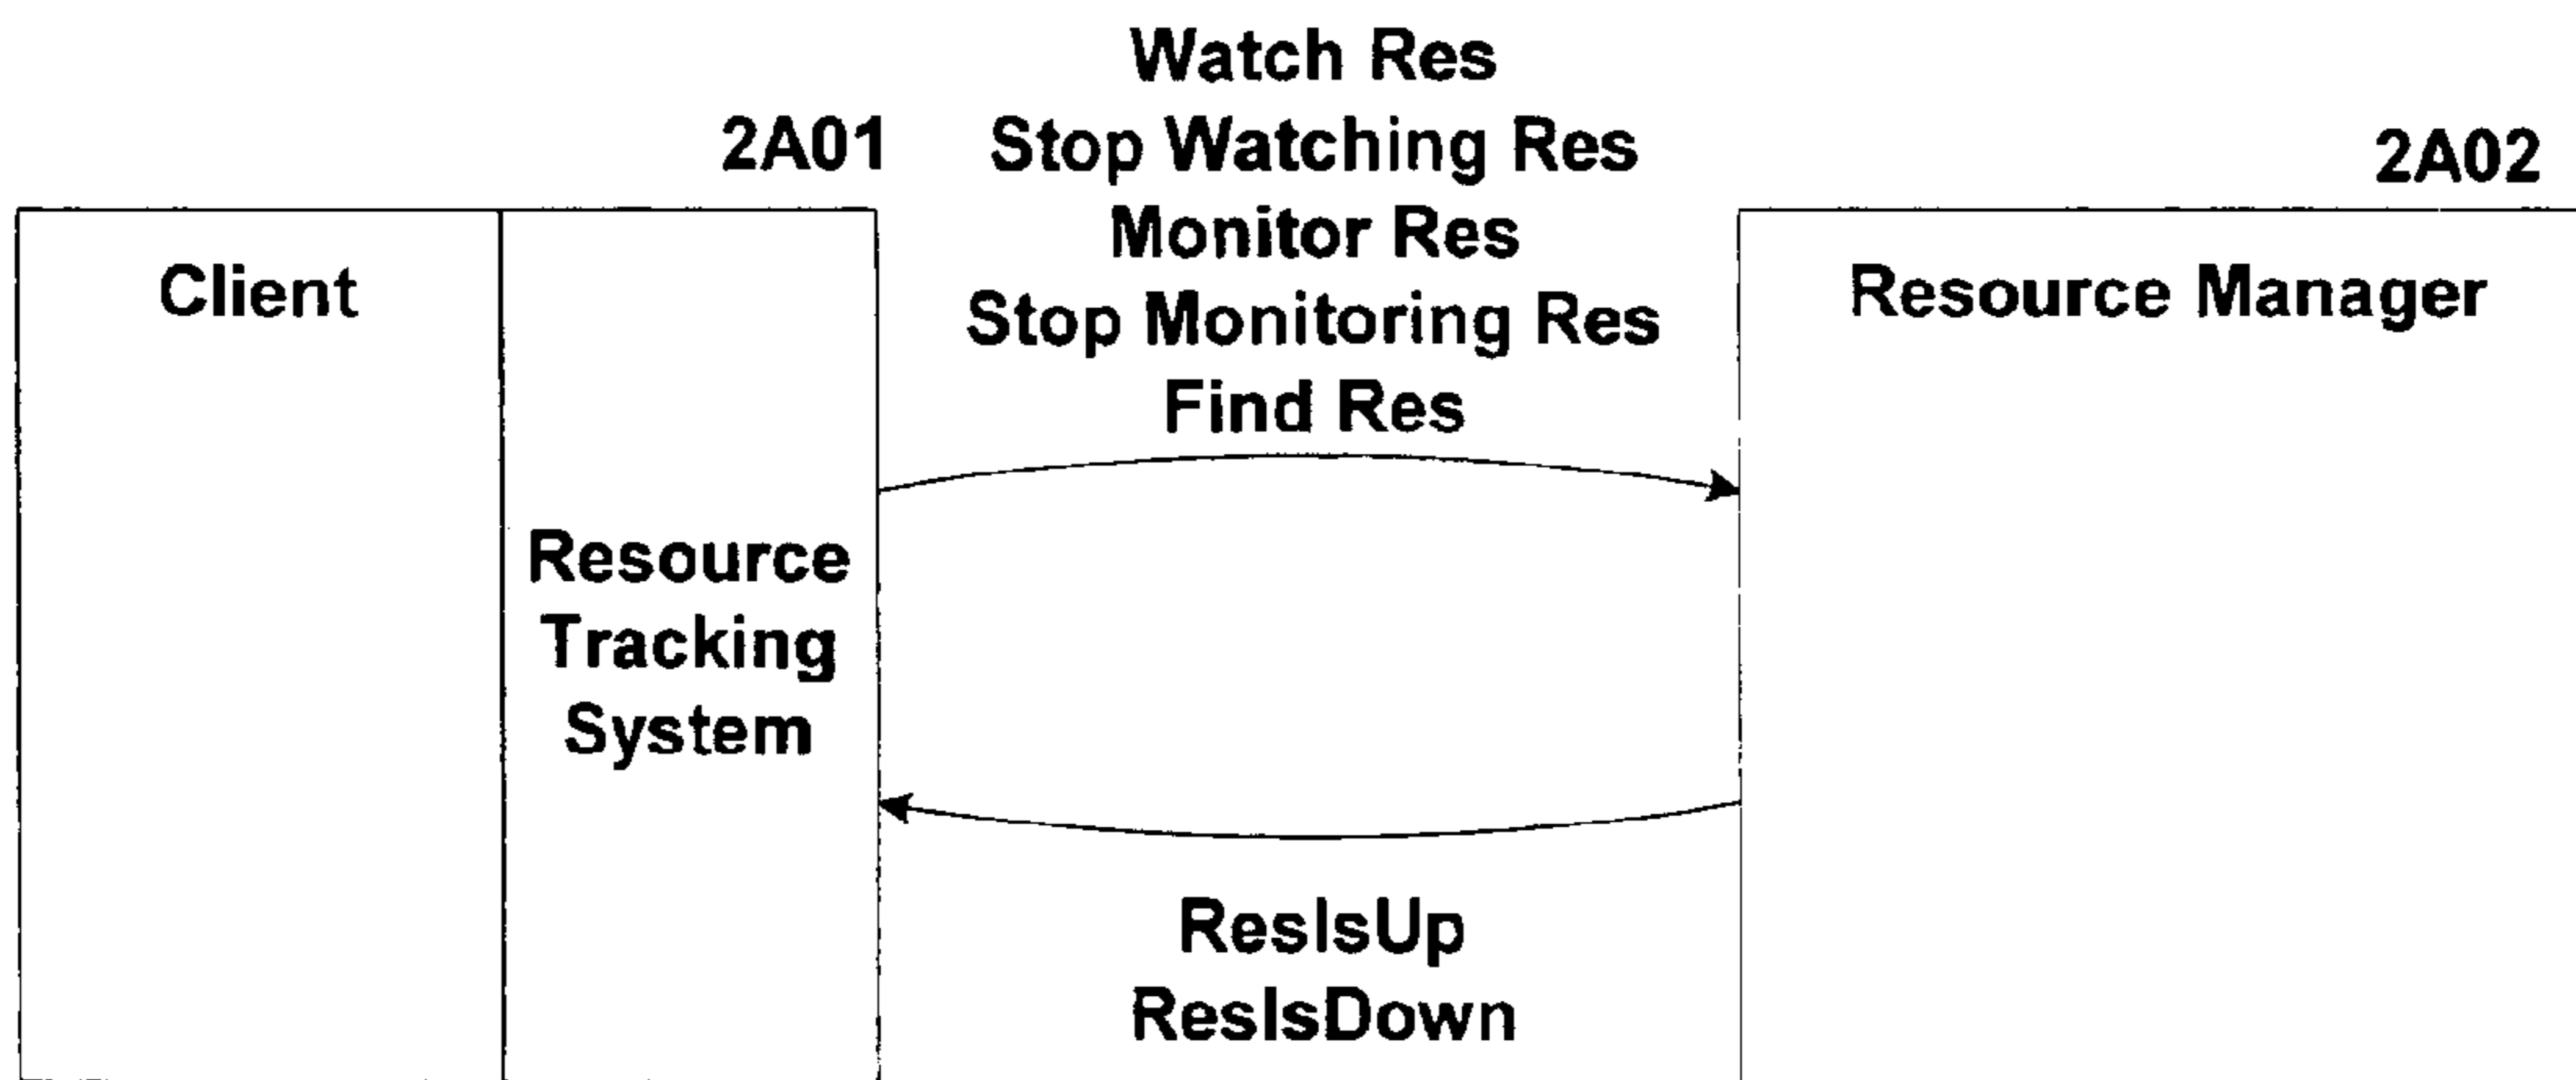 Watch Res
2A01
Stop Watching Res
2A02
Monitor Res
Client
Resource Manager
Stop Monitoring Res
Find Res
Resource
Tracking
System
ResIsUp
ResIsDown